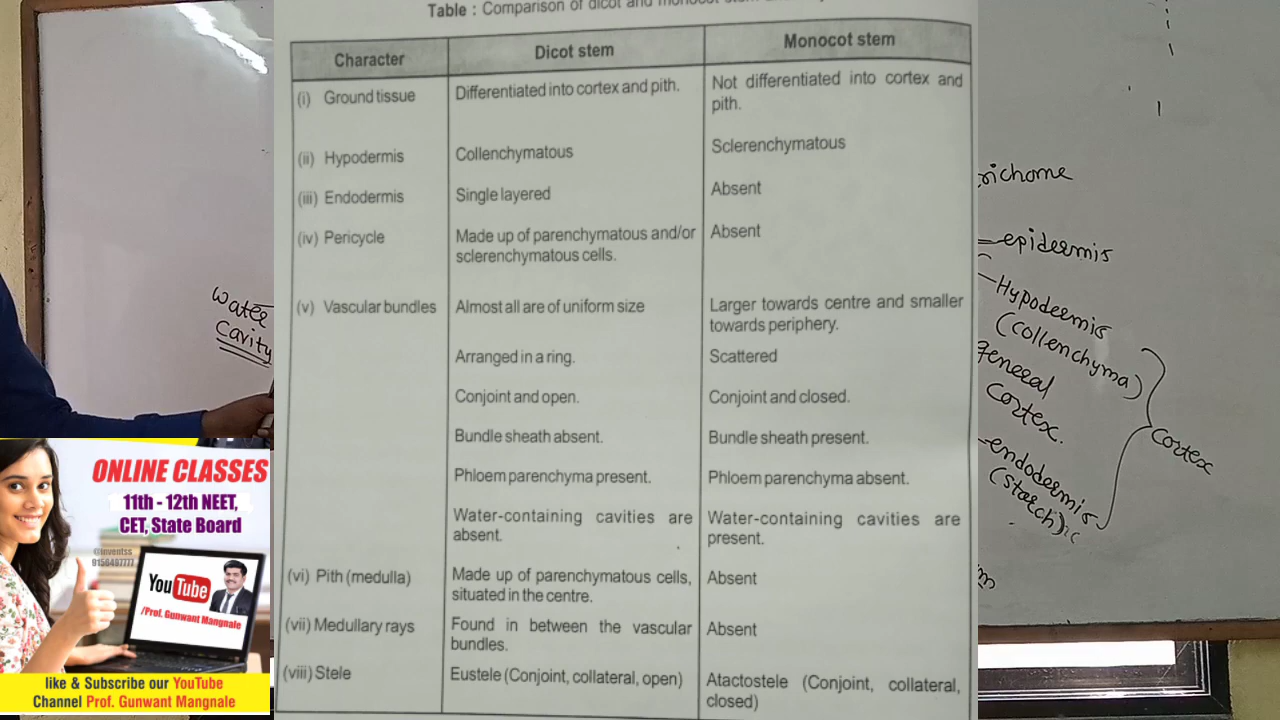 Table : Comparison of dicot and monocot stem
Character
Dicot stem
Monocot stem
(i) Ground tissue
Differentiated into cortex and pith.
Not differentiated into cortex and
pith.
(ii) Hypodermis
Collenchymatous
Sclerenchymatous
(iii) Endodermis
Single layered
Absent
(iv) Pericycle
Made up of parenchymatous and/or
sclerenchymatous cells.
Absent
(v) Vascular bundles
Almost all are of uniform size
Larger towards centre and smaller
towards periphery.
Arranged in a ring.
Scattered
Conjoint and open.
Conjoint and closed.
Bundle sheath absent.
Bundle sheath present.
Phloem parenchyma present.
Phloem parenchyma absent.
Water-containing cavities are
absent.
Water-containing cavities are
present.
(vi) Pith (medulla)
Made up of parenchymatous cells,
situated in the centre.
Absent
(vii) Medullary rays
Found in between the vascular
bundles.
Absent
(viii) Stele
Eustele (Conjoint, collateral, open)
Atactostele (Conjoint, collateral,
closed)
Water
Cavity
richome
epidermis
Hypodermis
(collenchyma)
general
Cortex.
endodermis
(starch)
Cortex
ONLINE CLASSES
11th - 12th NEET,
CET, State Board
@inventss
9156497777
YouTube
/Prof. Gunwant Mangnale
like & Subscribe our YouTube
Channel Prof. Gunwant Mangnale